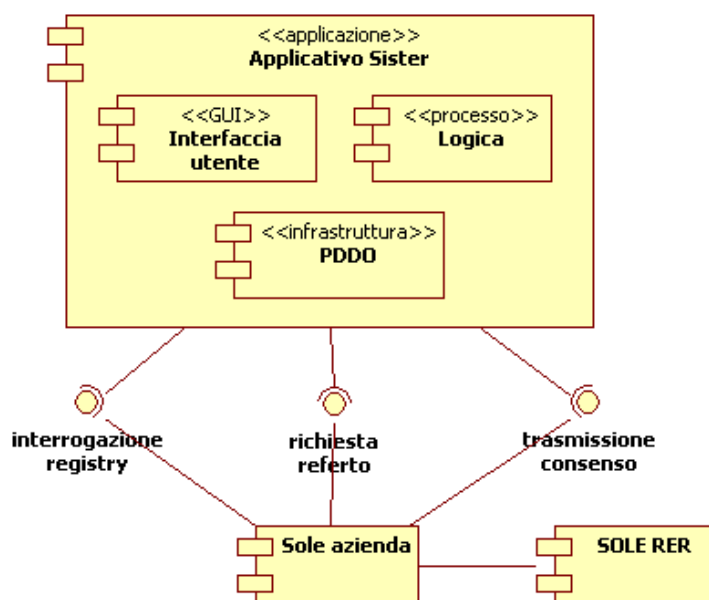 <<applicazione>>
Applicativo Sister
<<GUI>>
Interfaccia
utente
<<processo>>
Logica
<<infrastruttura>>
PDDO
interrogazione
registry
richiesta
referto
trasmissione
consenso
Sole azienda
SOLE RER